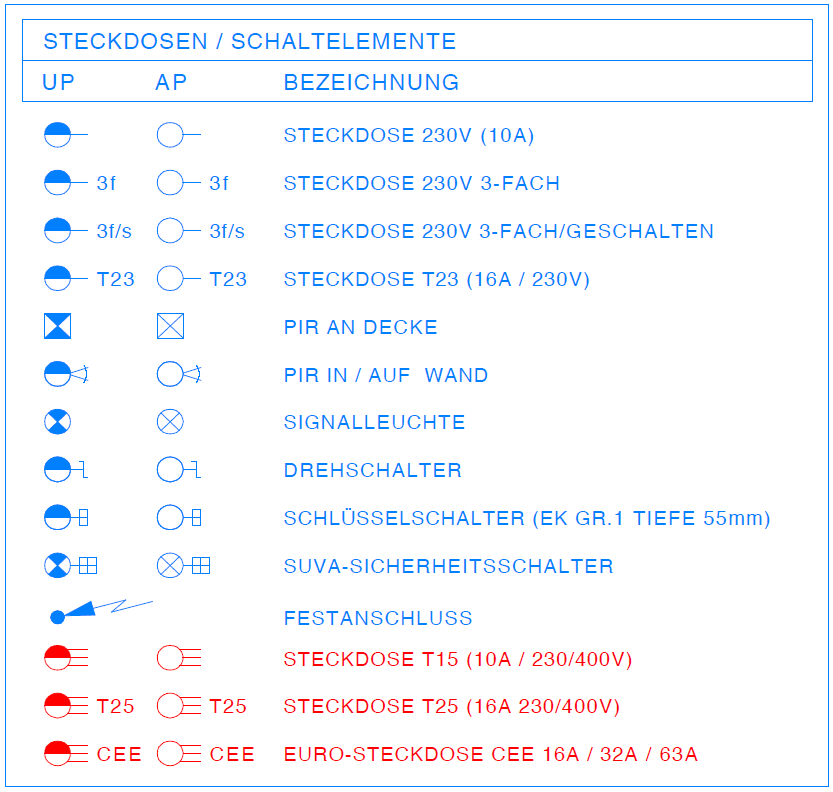 STECKDOSEN / SCHALTELEMENTE
UP AP BEZEICHNUNG
STECKDOSE 230V (10A)
3f 3f STECKDOSE 230V 3-FACH
3f/s 3f/s STECKDOSE 230V 3-FACH/GESCHALTEN
T23 T23 STECKDOSE T23 (16A / 230V)
PIR AN DECKE
PIR IN / AUF WAND
SIGNALLEUCHTE
DREHSCHALTER
SCHLÜSSELSCHALTER (EK GR.1 TIEFE 55mm)
SUVA-SICHERHEITSSCHALTER
FESTANSCHLUSS
STECKDOSE T15 (10A / 230/400V)
T25 T25 STECKDOSE T25 (16A 230/400V)
CEE CEE EURO-STECKDOSE CEE 16A / 32A / 63A